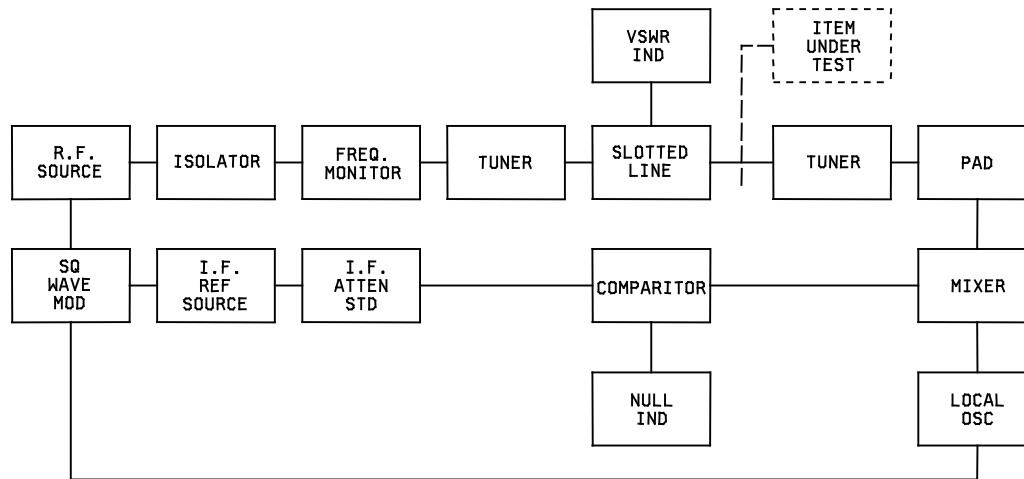 VSWR
IND
ITEM
UNDER
TEST
R.F.
SOURCE
ISOLATOR
FREQ.
MONITOR
TUNER
SLOTTED
LINE
TUNER
PAD
SQ
WAVE
MOD
I.F.
REF
SOURCE
I.F.
ATTEN
STD
COMPARITOR
MIXER
NULL
IND
LOCAL
OSC